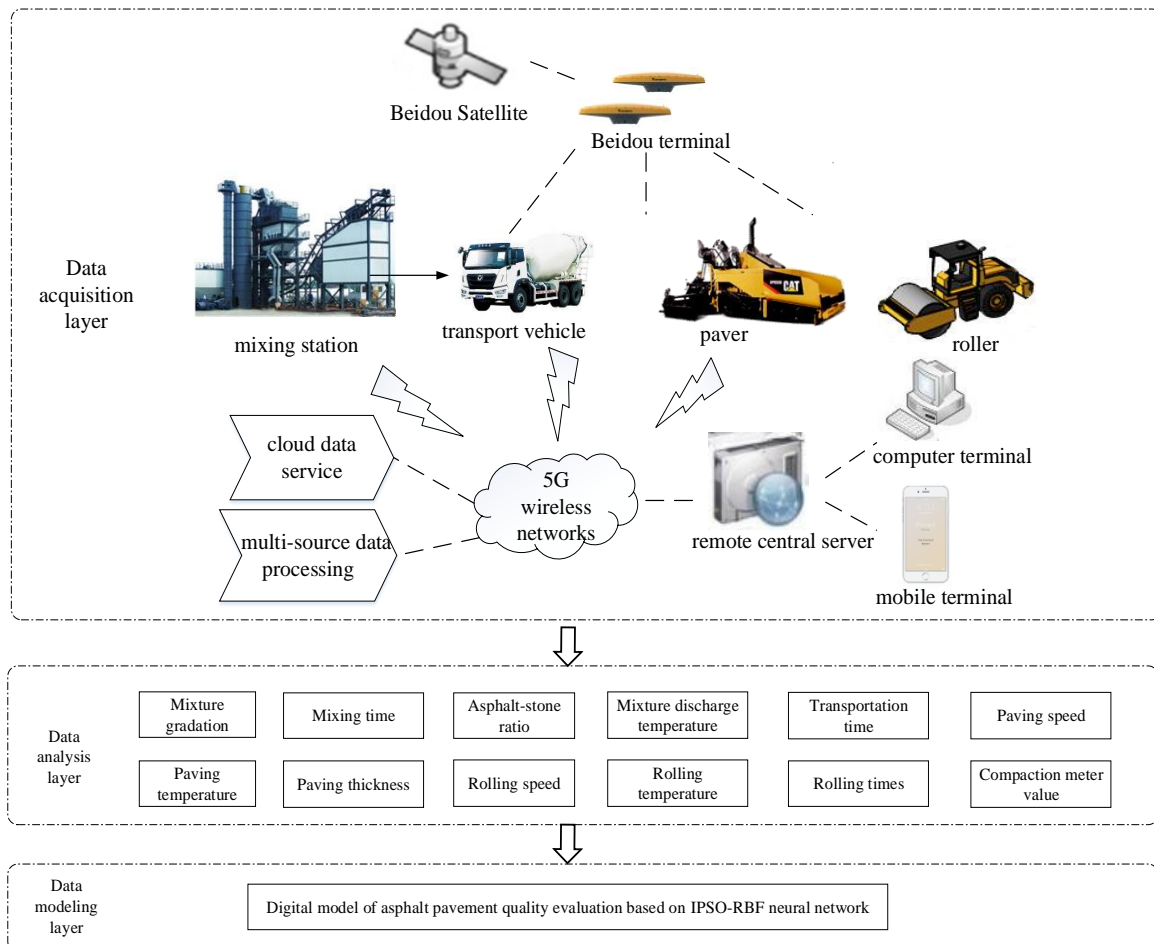 Beidou Satellite
Beidou terminal
Data
acquisition
layer
mixing station
transport vehicle
CAT
paver
roller
cloud data
service
5G
wireless
networks
computer terminal
multi-source data
processing
remote central server
mobile terminal
Data
analysis
layer
Mixture
gradation
Mixing time
Asphalt-stone
ratio
Mixture discharge
temperature
Transportation
time
Paving speed
Paving
temperature
Paving thickness
Rolling speed
Rolling
temperature
Rolling times
Compaction meter
value
Data
modeling
layer
Digital model of asphalt pavement quality evaluation based on IPSO-RBF neural network